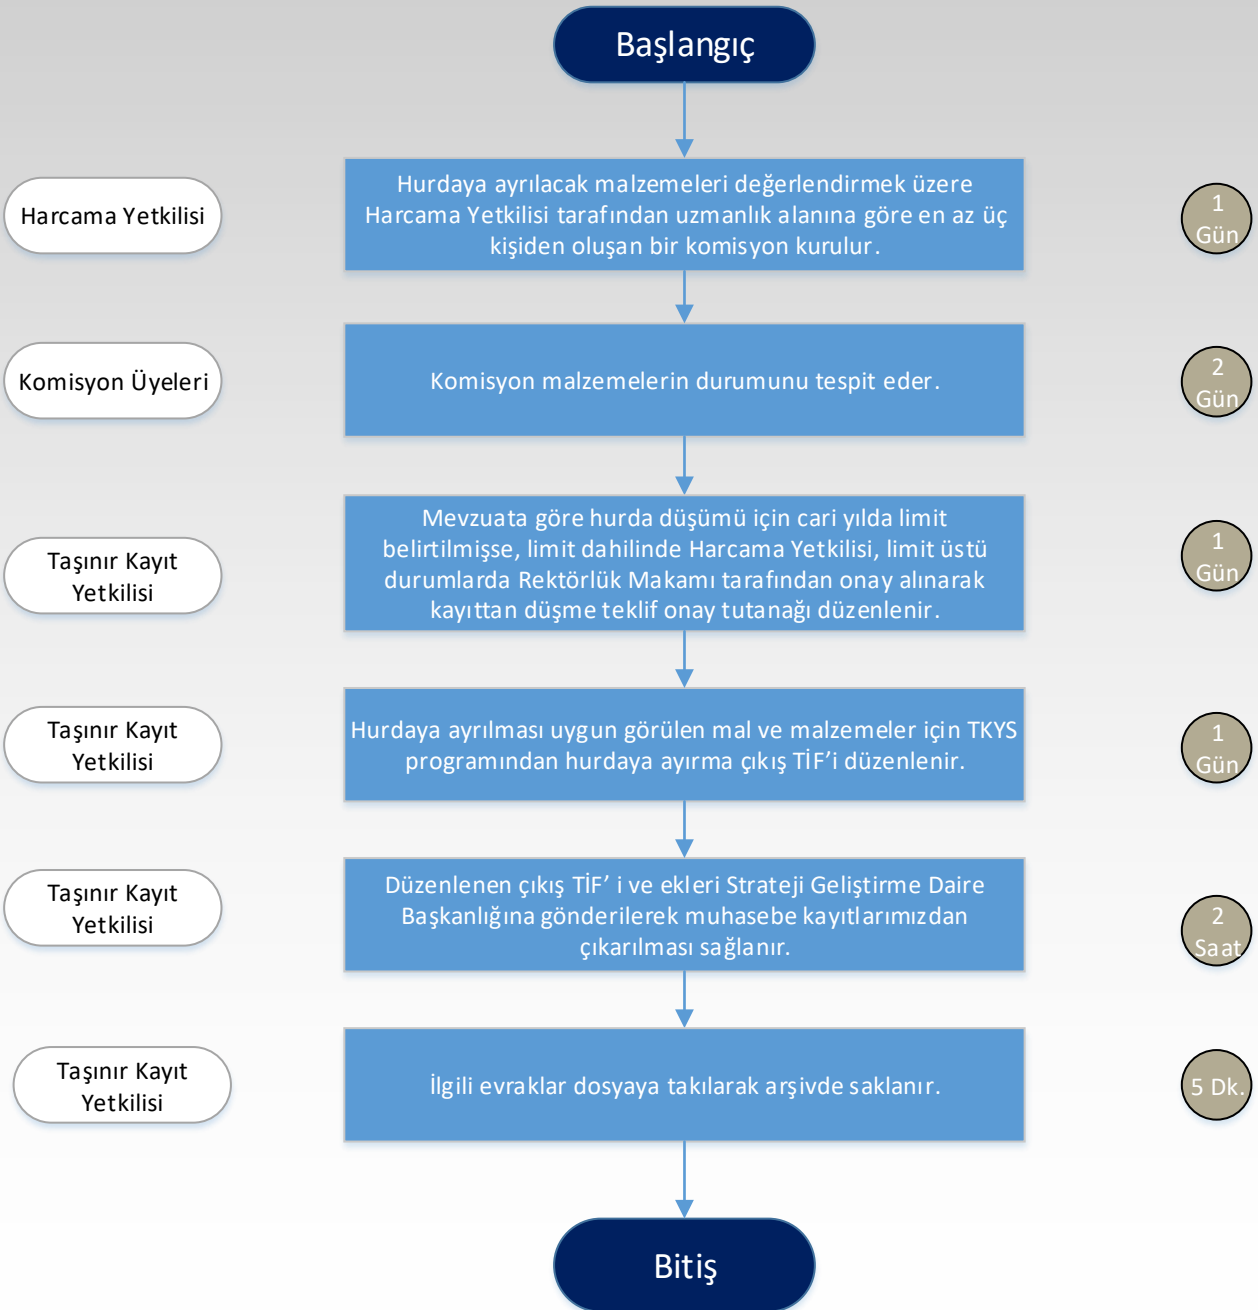 Başlangıç
Harcama Yetkilisi
Hurdaya ayrılacak malzemeleri değerlendirmek üzere
Harcama Yetkilisi tarafından uzmanlık alanına göre en az üç
kişiden oluşan bir komisyon kurulur.
1
Gün
Komisyon Üyeleri
Komisyon malzemelerin durumunu tespit eder.
2
Gün
Taşınır Kayıt
Yetkilisi
Mevzuata göre hurda düşümü için cari yılda limit
belirtilmişse, limit dahilinde Harcama Yetkilisi, limit üstü
durumlarda Rektörlük Makamı tarafından onay alınarak
kayıttan düşme teklif onay tutanağı düzenlenir.
1
Gün
Taşınır Kayıt
Yetkilisi
Hurdaya ayrılması uygun görülen mal ve malzemeler için TKYS
programından hurdaya ayırma çıkış TİF’i düzenlenir.
1
Gün
Taşınır Kayıt
Yetkilisi
Düzenlenen çıkış TİF’ i ve ekleri Strateji Geliştirme Daire
Başkanlığına gönderilerek muhasebe kayıtlarımızdan
çıkarılması sağlanır.
2
Saat
Taşınır Kayıt
Yetkilisi
İlgili evraklar dosyaya takılarak arşivde saklanır.
5 Dk.
Bitiş